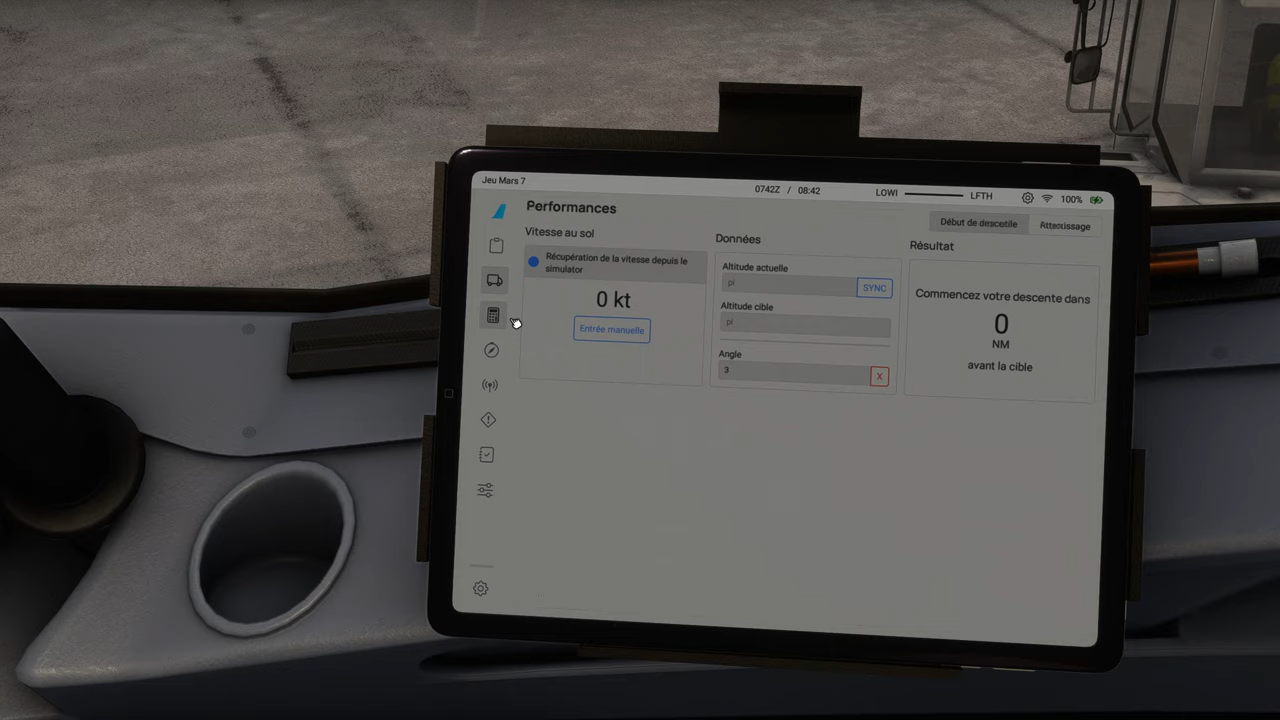 Jeu Mars 7
0742Z / 08:42
LOWI
LFTH
100%
Performances
Début de descente
Atterrissage
Vitesse au sol
Récupération de la vitesse depuis le
simulator
0 kt
Entrée manuelle
Données
Altitude actuelle
pi
SYNC
Altitude cible
pi
Angle
3
X
Résultat
Commencez votre descente dans
0
NM
avant la cible